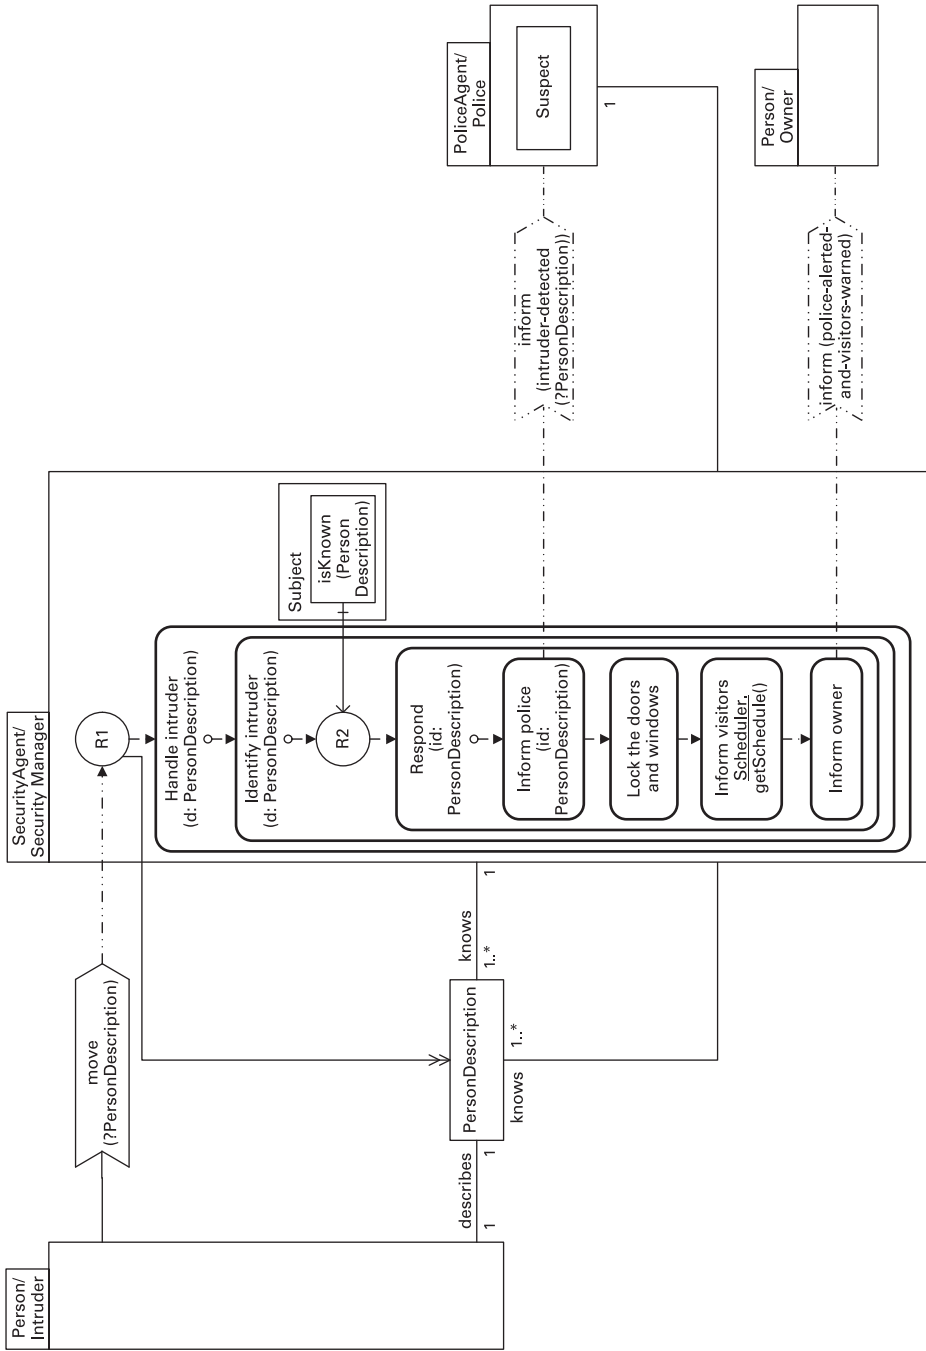 Person/
Intruder
move
(?PersonDescription)
describes
1
1
PersonDescription
knows
1..*
1
1..*
knows
SecurityAgent/
Security Manager
R1
Handle intruder
(d: PersonDescription)
Identify intruder
(d: PersonDescription)
R2
Subject
isKnown
(Person
Description)
Respond
(id:
PersonDescription)
Inform police
(id:
PersonDescription)
Lock the doors
and windows
Inform visitors
Scheduler.
getSchedule()
Inform owner
inform
(intruder-detected
(?PersonDescription))
inform (police-alerted-
and-visitors-warned)
PoliceAgent/
Police
Suspect
1
Person/
Owner